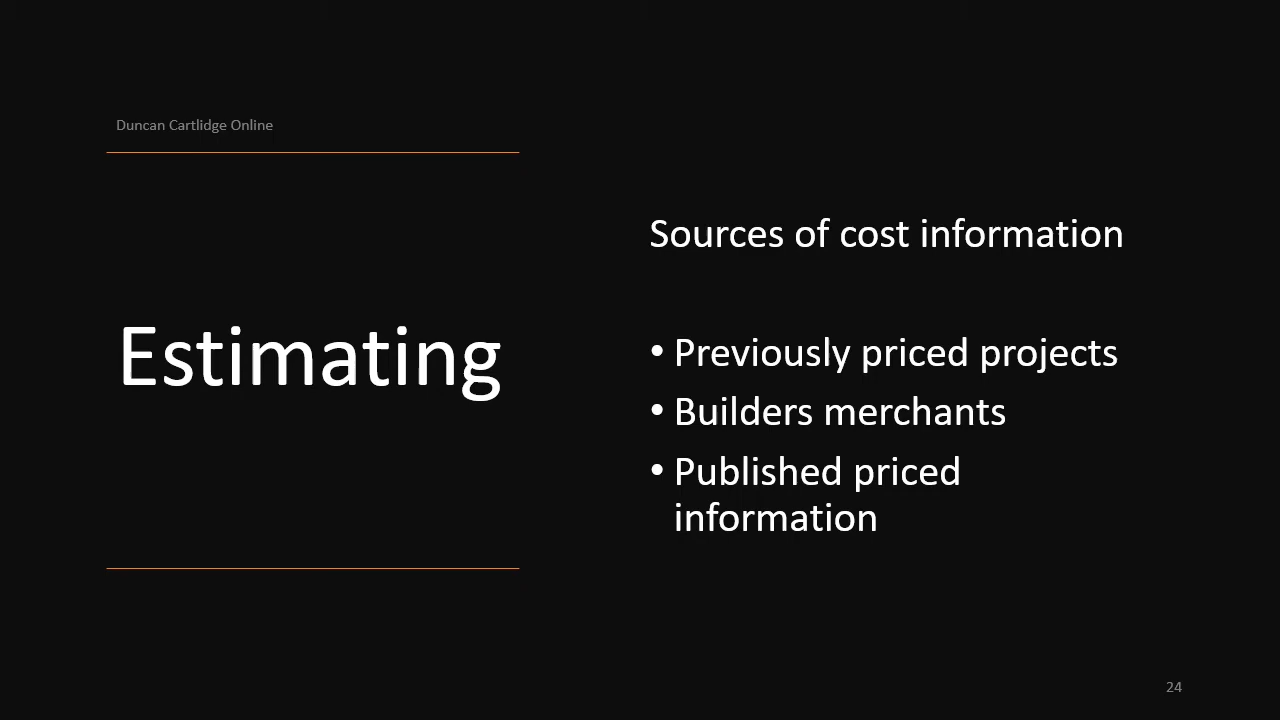 Duncan Cartlidge Online
Estimating
Sources of cost information
• Previously priced projects
• Builders merchants
• Published priced
information
24